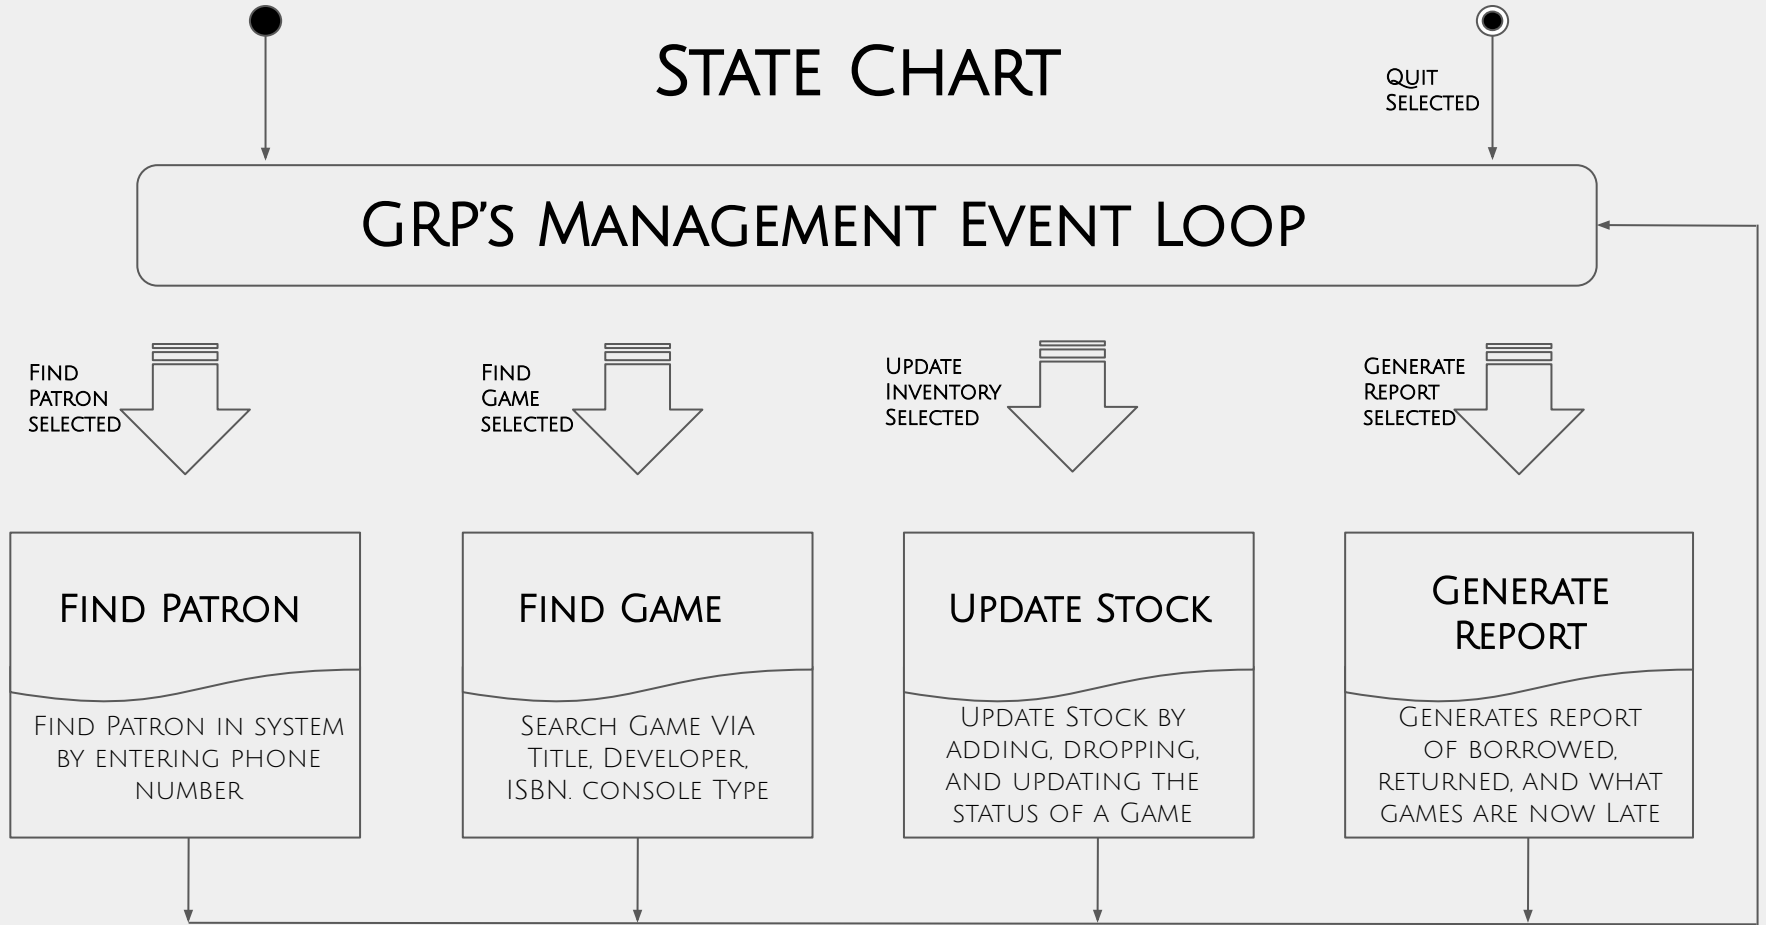 State Chart
Quit
Selected
GRP's Management Event Loop
Find
Patron
selected
Find
Game
selected
Update
Inventory
Selected
Generate
Report
selected
Find Patron
Find Patron in system
by entering phone
number
Find Game
Search Game VIA
Title, Developer,
ISBN. console Type
Update Stock
Update Stock by
adding, dropping,
and updating the
status of a Game
Generate
Report
Generates report
of borrowed,
returned, and what
games are now Late